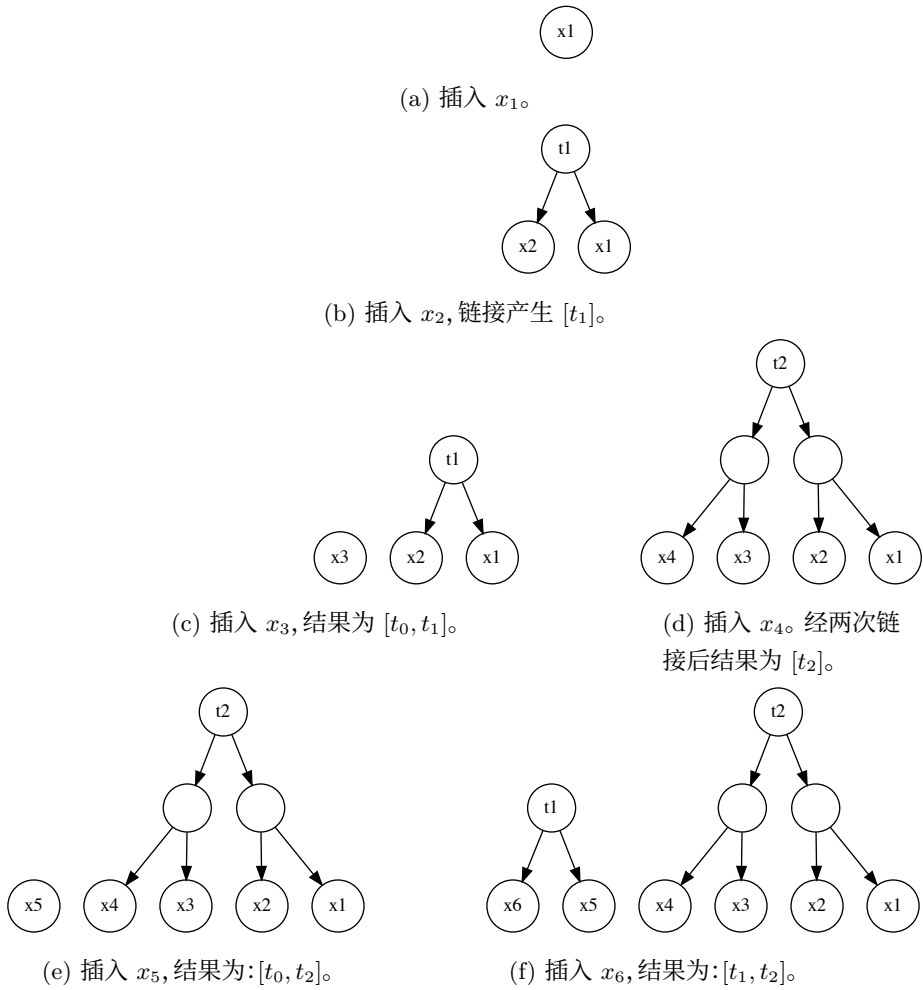 x1
(a) 插入 x₁。
t1
x2 x1
(b) 插入 x₂,链接产生 [t₁]。
t1
x3 x2 x1
(c) 插入 x₃,结果为 [t₀, t₁]。
t2
x4 x3 x2 x1
(d) 插入 x₄。经两次链
接后结果为 [t₂]。
t2
x5 x4 x3 x2 x1
(e) 插入 x₅,结果为:[t₀, t₂]。
t2
t1
x6 x5 x4 x3 x2 x1
(f) 插入 x₆,结果为:[t₁, t₂]。